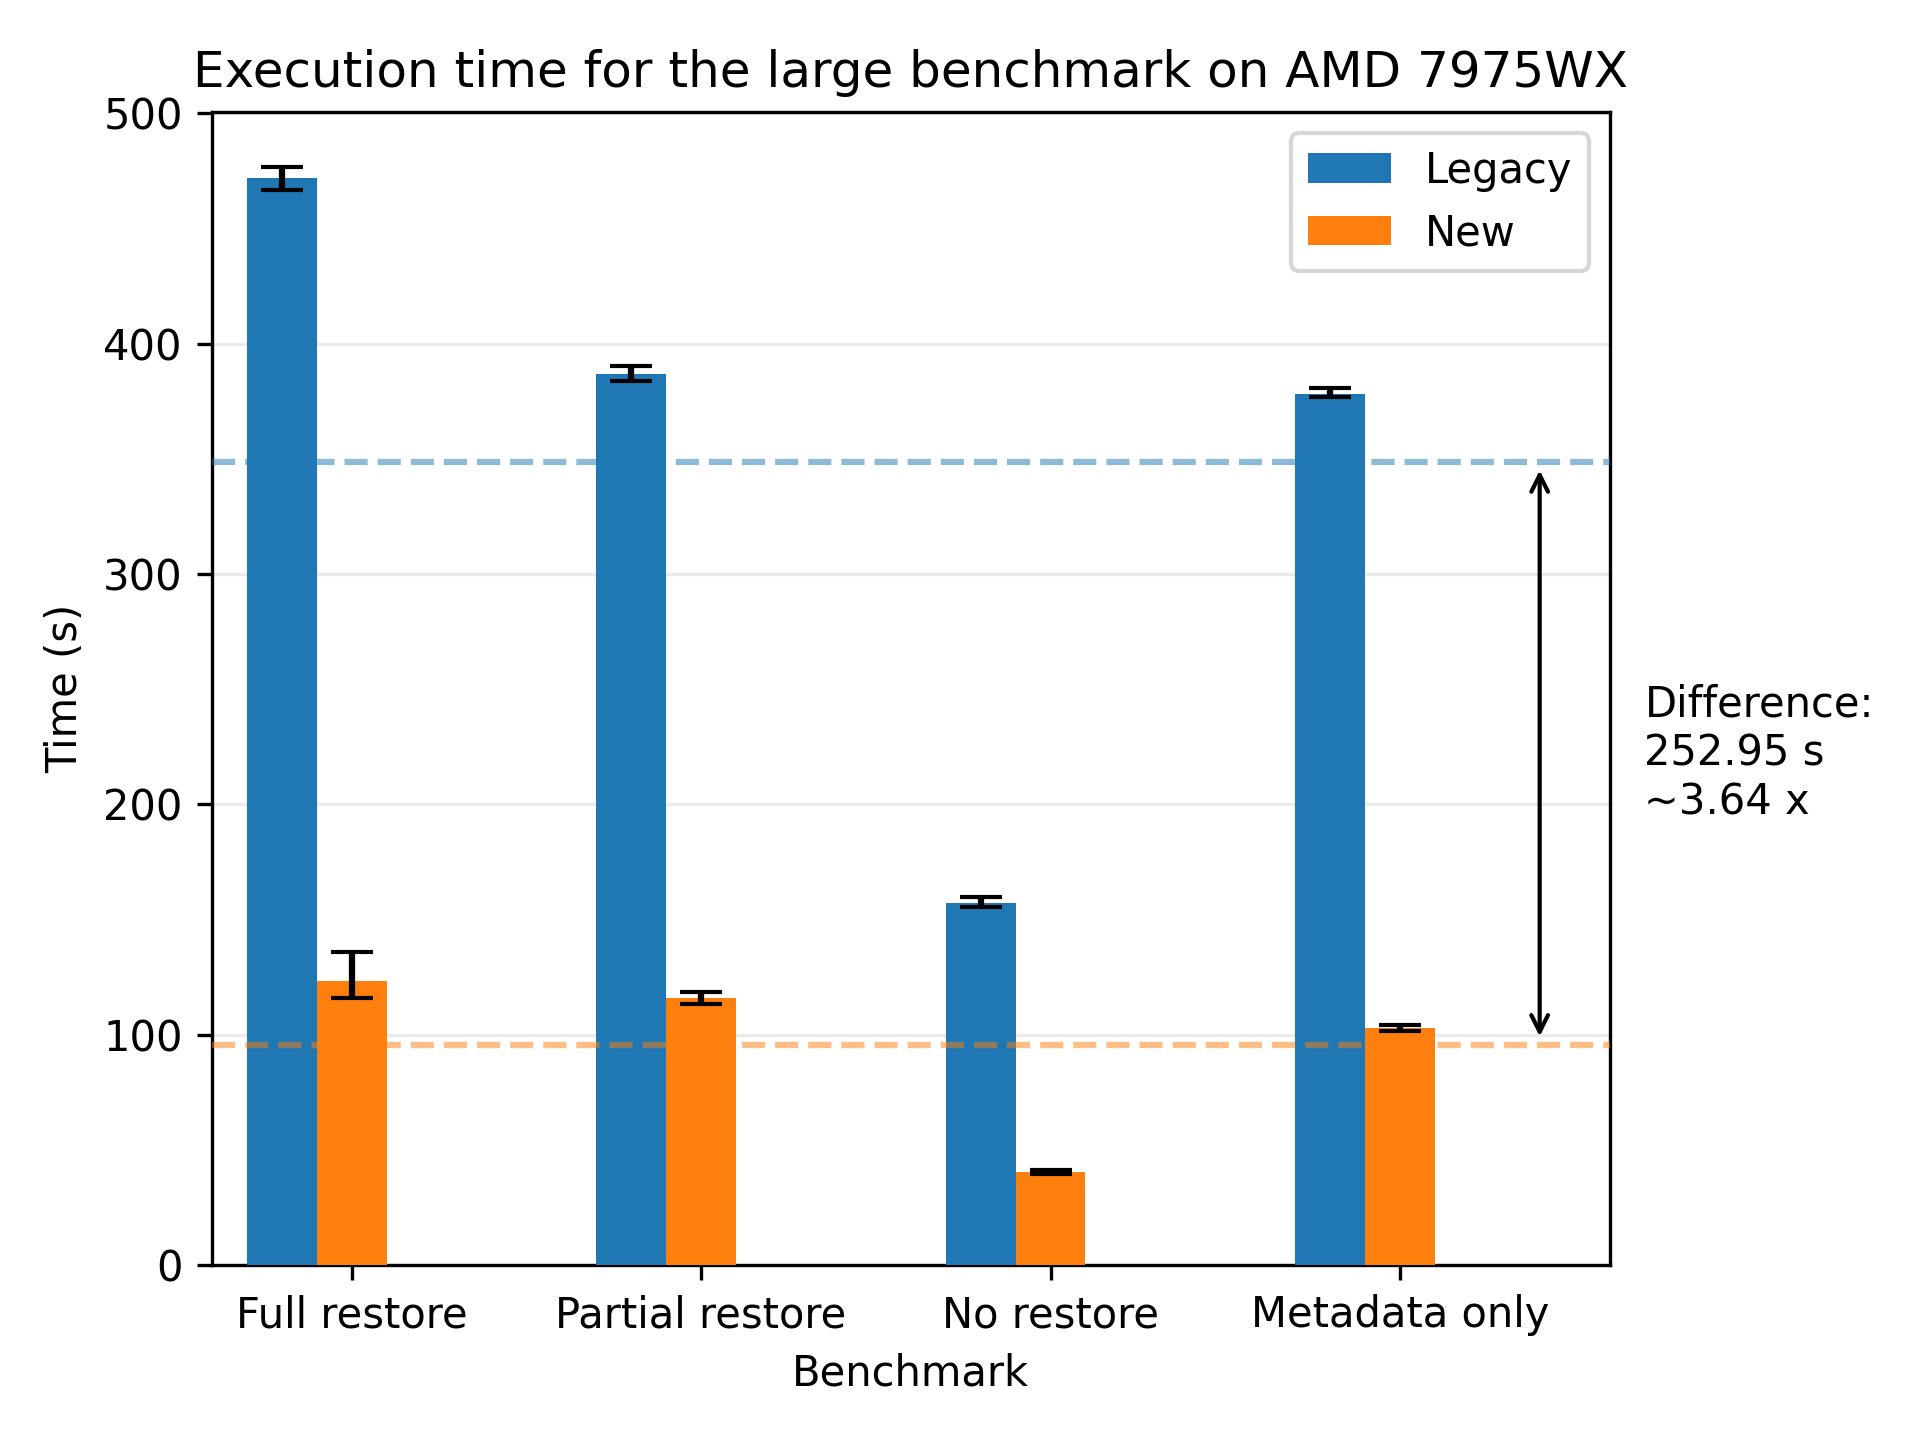 Execution time for the large benchmark on AMD 7975WX
500
400
300
200
100
0
Time (s)
Legacy
New
Difference:
252.95 s
~3.64 x
Full restore
Partial restore
No restore
Metadata only
Benchmark